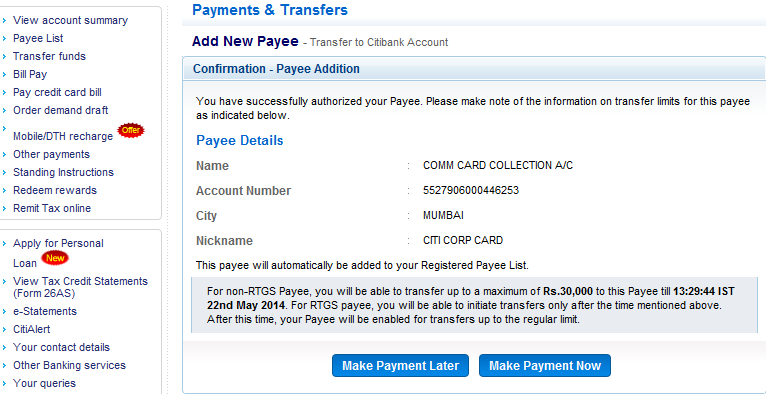 View account summary
Payee List
Transfer funds
Bill Pay
Pay credit card bill
Order demand draft
Mobile/DTH recharge Offer
Other payments
Standing Instructions
Redeem rewards
Remit Tax online
Apply for Personal
Loan New
View Tax Credit Statements
(Form 26AS)
e-Statements
CitiAlert
Your contact details
Other Banking services
Your queries
Payments & Transfers
Add New Payee - Transfer to Citibank Account
Confirmation - Payee Addition
You have successfully authorized your Payee. Please make note of the information on transfer limits for this payee
as indicated below.
Payee Details
Name : COMM CARD COLLECTION A/C
Account Number : 5527906000446253
City : MUMBAI
Nickname : CITI CORP CARD
This payee will automatically be added to your Registered Payee List.
For non-RTGS Payee, you will be able to transfer up to a maximum of Rs.30,000 to this Payee till 13:29:44 IST
22nd May 2014. For RTGS payee, you will be able to initiate transfers only after the time mentioned above.
After this time, your Payee will be enabled for transfers up to the regular limit.
Make Payment Later Make Payment Now